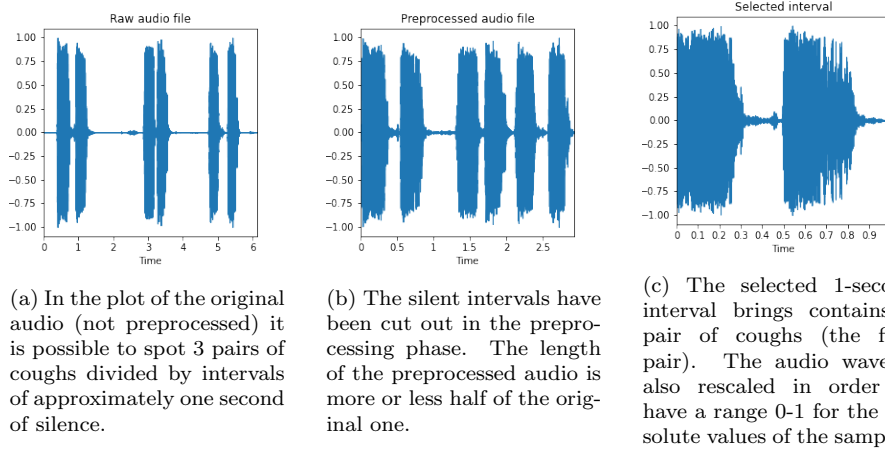 Raw audio file
1.00
0.75
0.50
0.25
0.00
−0.25
−0.50
−0.75
−1.00
0 1 2 3 4 5 6
Time
Preprocessed audio file
1.00
0.75
0.50
0.25
0.00
−0.25
−0.50
−0.75
−1.00
0 0.5 1 1.5 2 2.5
Time
Selected interval
1.00
0.75
0.50
0.25
0.00
−0.25
−0.50
−0.75
−1.00
0 0.1 0.2 0.3 0.4 0.5 0.6 0.7 0.8 0.9
Time
(a) In the plot of the original
audio (not preprocessed) it
is possible to spot 3 pairs of
coughs divided by intervals
of approximately one second
of silence.
(b) The silent intervals have
been cut out in the prepro-
cessing phase. The length
of the preprocessed audio is
more or less half of the orig-
inal one.
(c) The selected 1-seco
interval brings contains
pair of coughs (the f
pair). The audio wave
also rescaled in order
have a range 0-1 for the
solute values of the samp